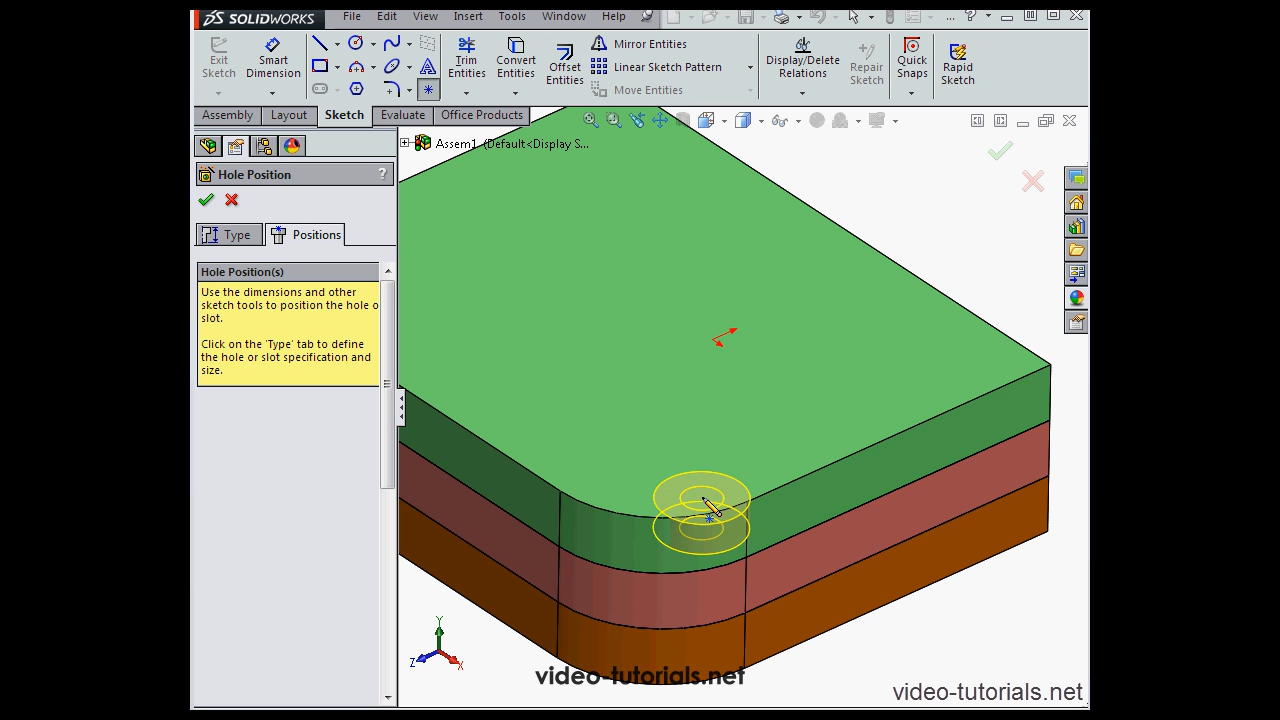 SOLIDWORKS File Edit View Insert Tools Window Help ... ?
Exit Sketch
Smart Dimension
Trim Entities
Convert Entities
Offset Entities
Mirror Entities
Linear Sketch Pattern
Move Entities
Display/Delete Relations
Repair Sketch
Quick Snaps
Rapid Sketch
Assembly Layout Sketch Evaluate Office Products
Assem1 (Default<Display S...
Hole Position ?
Type Positions
Hole Position(s)
Use the dimensions and other
sketch tools to position the hole o
slot.
Click on the 'Type' tab to define
the hole or slot specification and
size.
Y
Z
X
video-tutorials.net
video-tutorials.net